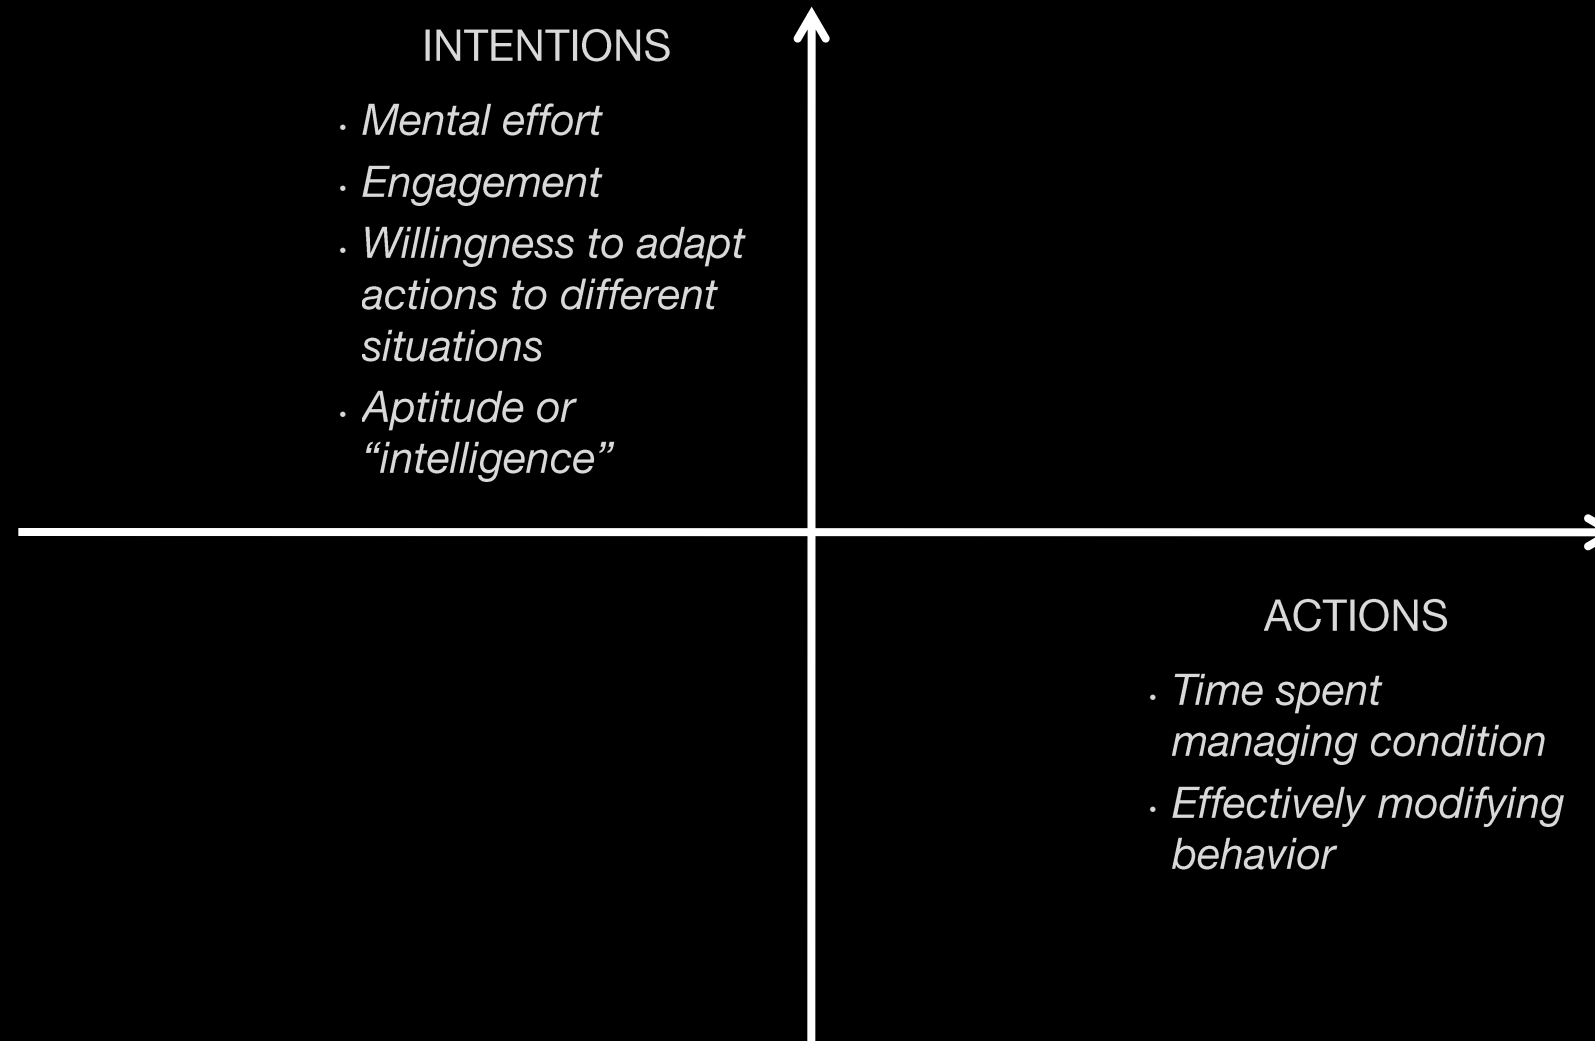 INTENTIONS
· Mental effort
· Engagement
· Willingness to adapt
actions to different
situations
· Aptitude or
“intelligence”
ACTIONS
· Time spent
managing condition
· Effectively modifying
behavior